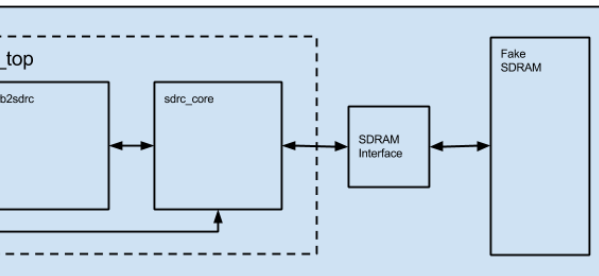 _top
b2sdrc
sdrc_core
SDRAM
Interface
Fake
SDRAM